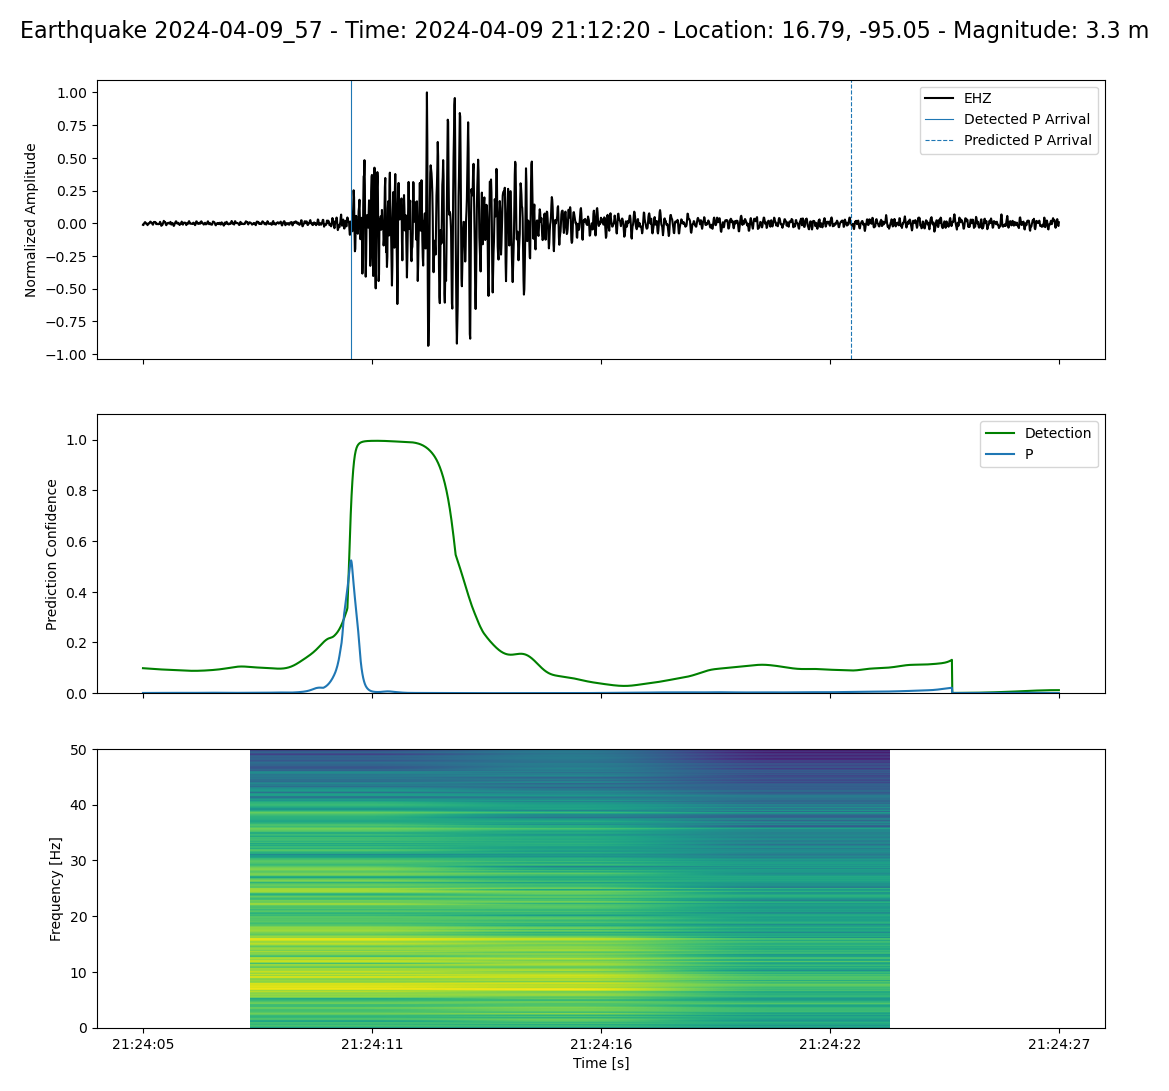 Earthquake 2024-04-09_57 - Time: 2024-04-09 21:12:20 - Location: 16.79, -95.05 - Magnitude: 3.3 m
1.00
0.75
0.50
0.25
0.00
−0.25
−0.50
−0.75
−1.00
Normalized Amplitude
EHZ
Detected P Arrival
Predicted P Arrival
1.0
0.8
0.6
0.4
0.2
0.0
Prediction Confidence
Detection
P
50
40
30
20
10
0
Frequency [Hz]
21:24:05
21:24:11
21:24:16
21:24:22
21:24:27
Time [s]